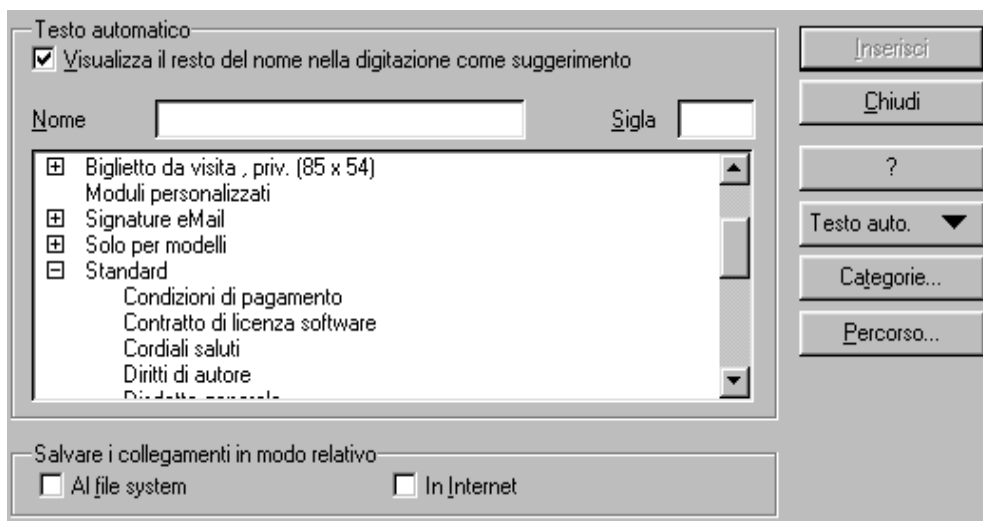 Testo automatico
Visualizza il resto del nome nella digitazione come suggerimento
Nome
Sigla
Biglietto da visita , priv. (85 x 54)
Moduli personalizzati
Signature eMail
Solo per modelli
Standard
Condizioni di pagamento
Contratto di licenza software
Cordiali saluti
Diritti di autore
Salvare i collegamenti in modo relativo
Al file system
In Internet
Inserisci
Chiudi
?
Testo auto.
Categorie...
Percorso...